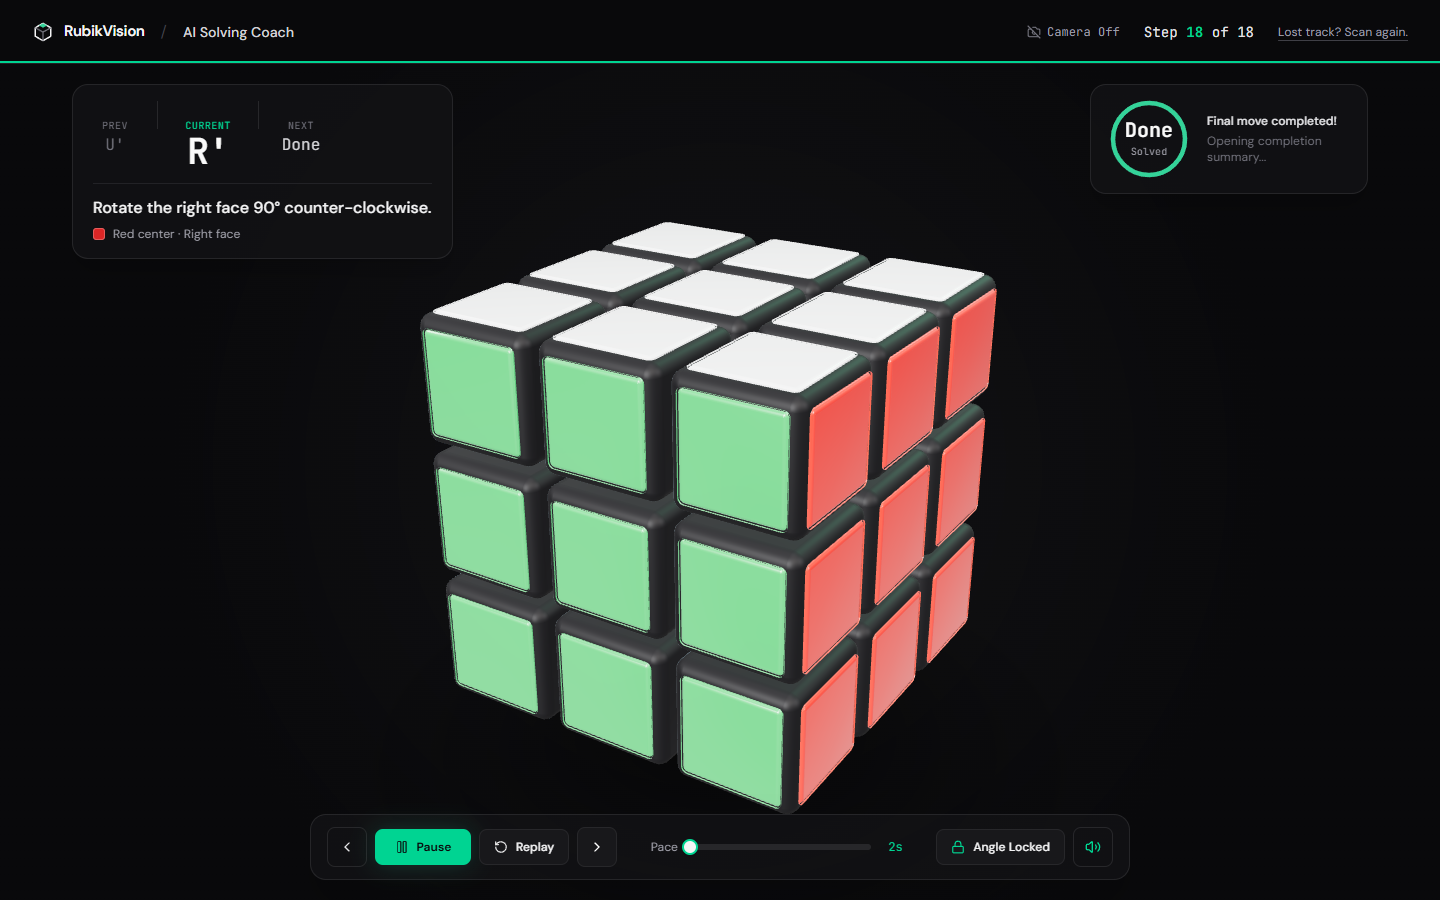 RubikVision / AI Solving Coach
Camera Off
Step 18 of 18
Lost track? Scan again.
PREV
U'
CURRENT
R'
NEXT
Done
Rotate the right face 90° counter-clockwise.
Red center · Right face
Done
Solved
Final move completed!
Opening completion
summary...
Pause
Replay
Pace
2s
Angle Locked